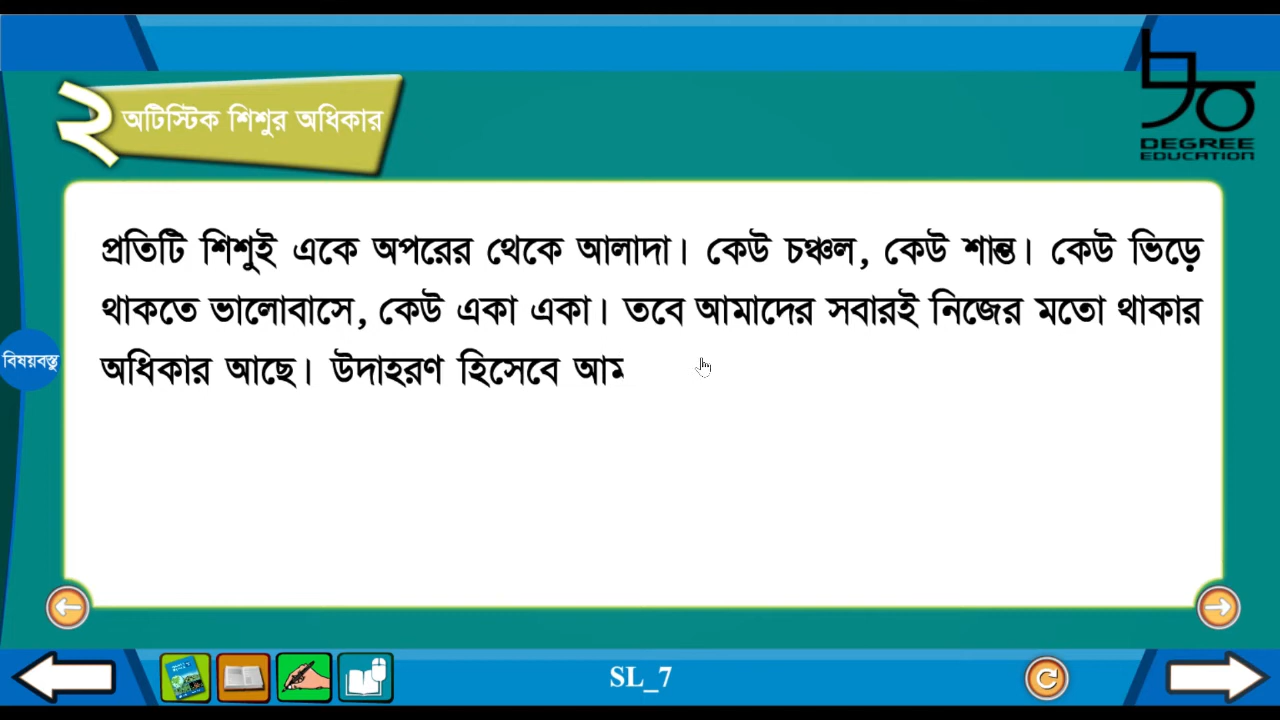 ২ অটিস্টিক শিশুর অধিকার
DEGREE
EDUCATION
প্রতিটি শিশুই একে অপরের থেকে আলাদা। কেউ চঞ্চল, কেউ শান্ত। কেউ ভিড়ে
থাকতে ভালোবাসে, কেউ একা একা। তবে আমাদের সবারই নিজের মতো থাকার
অধিকার আছে। উদাহরণ হিসেবে আম
বিষয়বস্তু
SL_7